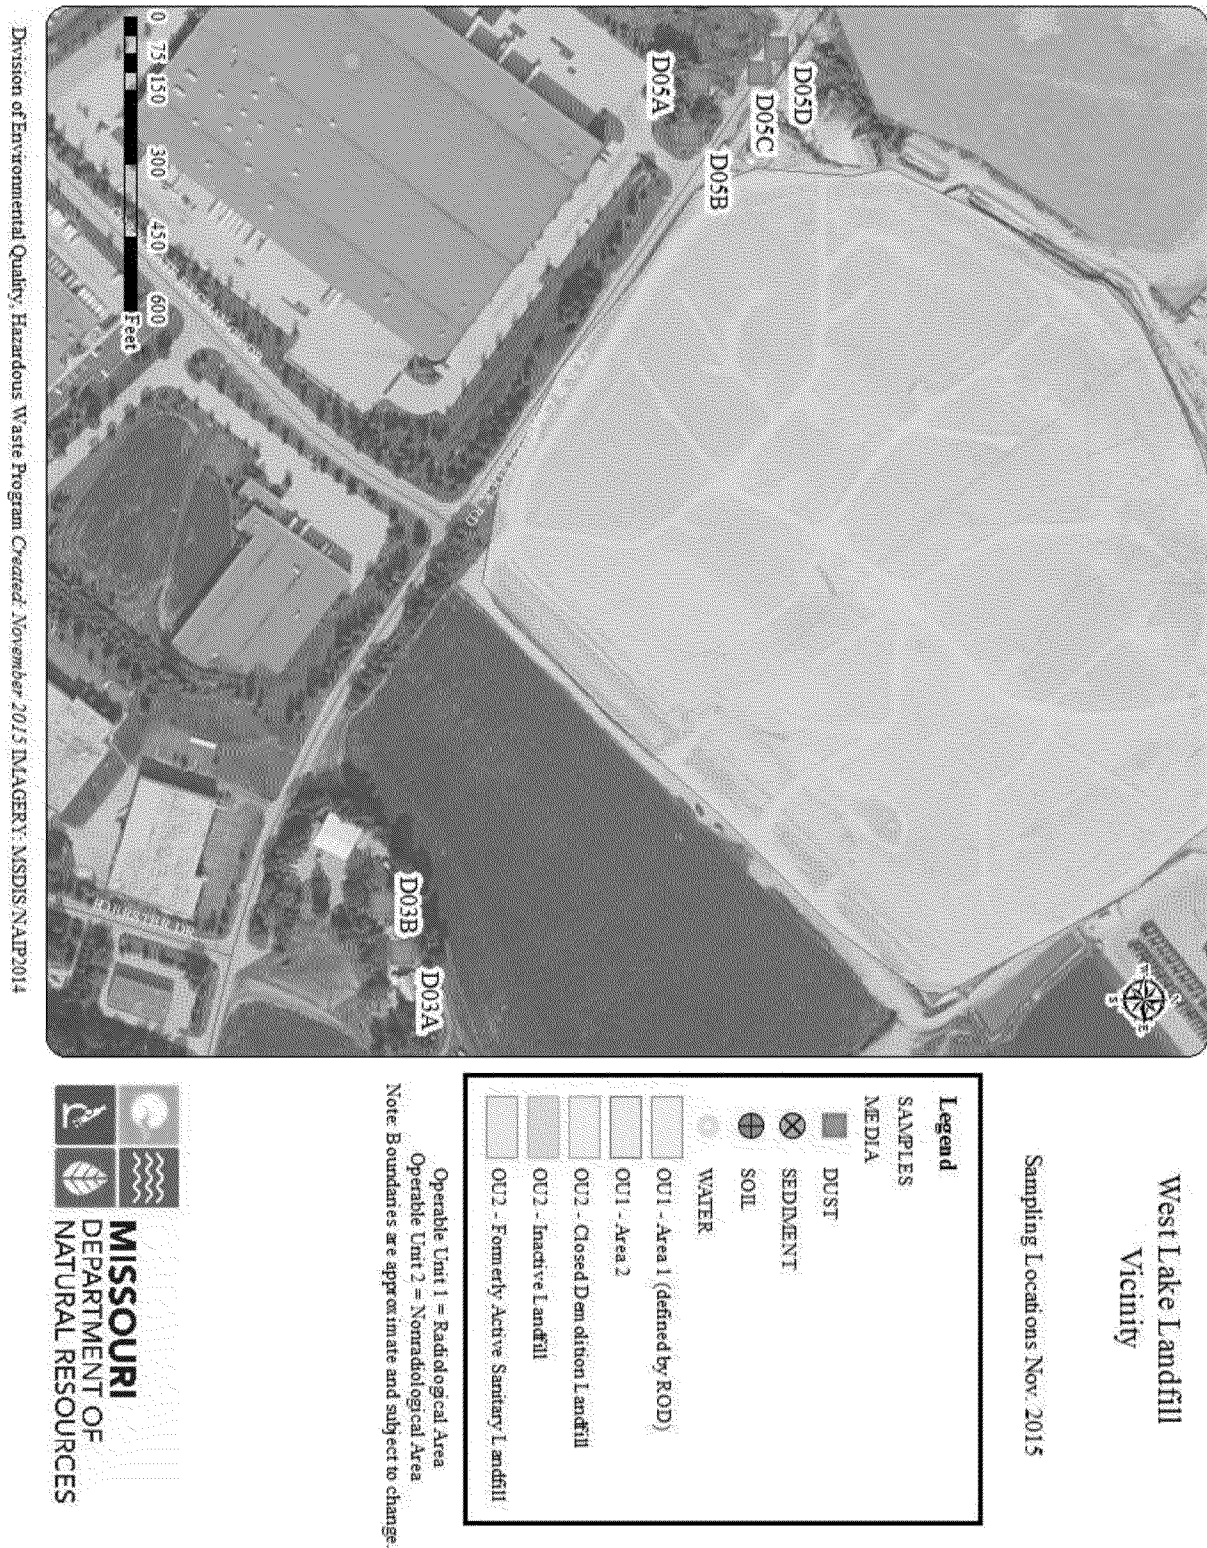 West Lake Landfill
Vicinity
Sampling Locations Nov. 2015
Legend
SAMPLES
MEDIA
DUST
SEDIMENT
SOIL
WATER
OU1 - Area 1 (defined by ROD)
OU1 - Area 2
OU2 - Closed Demolition Landfill
OU2 - Inactive Landfill
OU2 - Formerly Active Sanitary Landfill
Operable Unit 1 = Radiological Area
Operable Unit 2 = Nonradiological Area
Note: Boundaries are approximate and subject to change.
MISSOURI
DEPARTMENT OF
NATURAL RESOURCES
N
E
S
D05D
D05C
D05B
D05A
D03A
D03B
RD
DR
0 75 150 300 450 600
Feet
Division of Environmental Quality, Hazardous Waste Program Created: November 2015 IMAGERY: MSDIS/NAIP2014